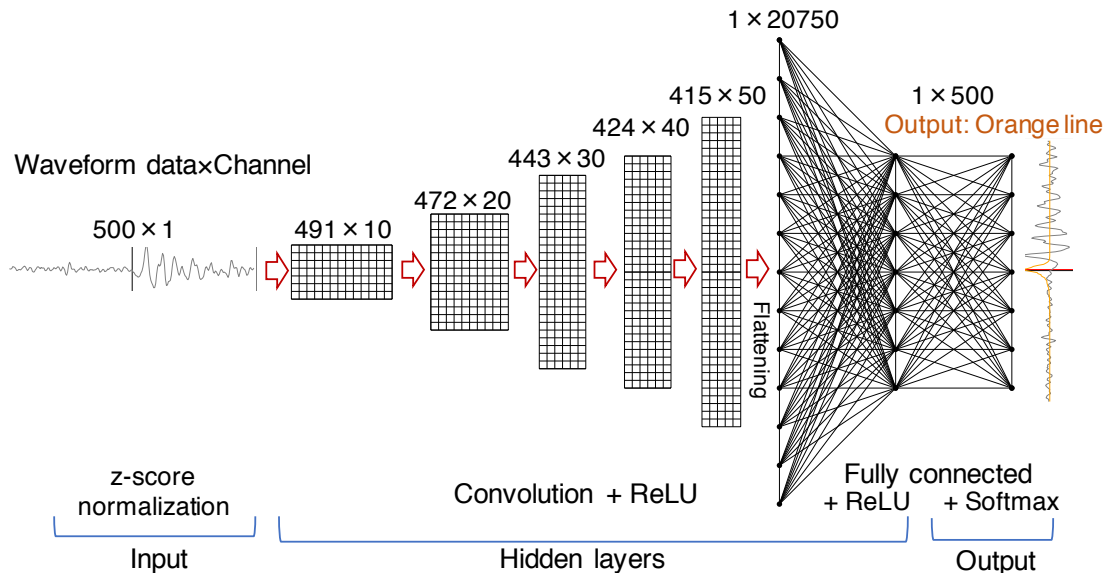 1×20750
415×50
1×500
Output: Orange line
424×40
443×30
Waveform data×Channel
472×20
500×1
491×10
Flattening
z-score
normalization
Convolution + ReLU
Fully connected
+ ReLU
+ Softmax
Input
Hidden layers
Output